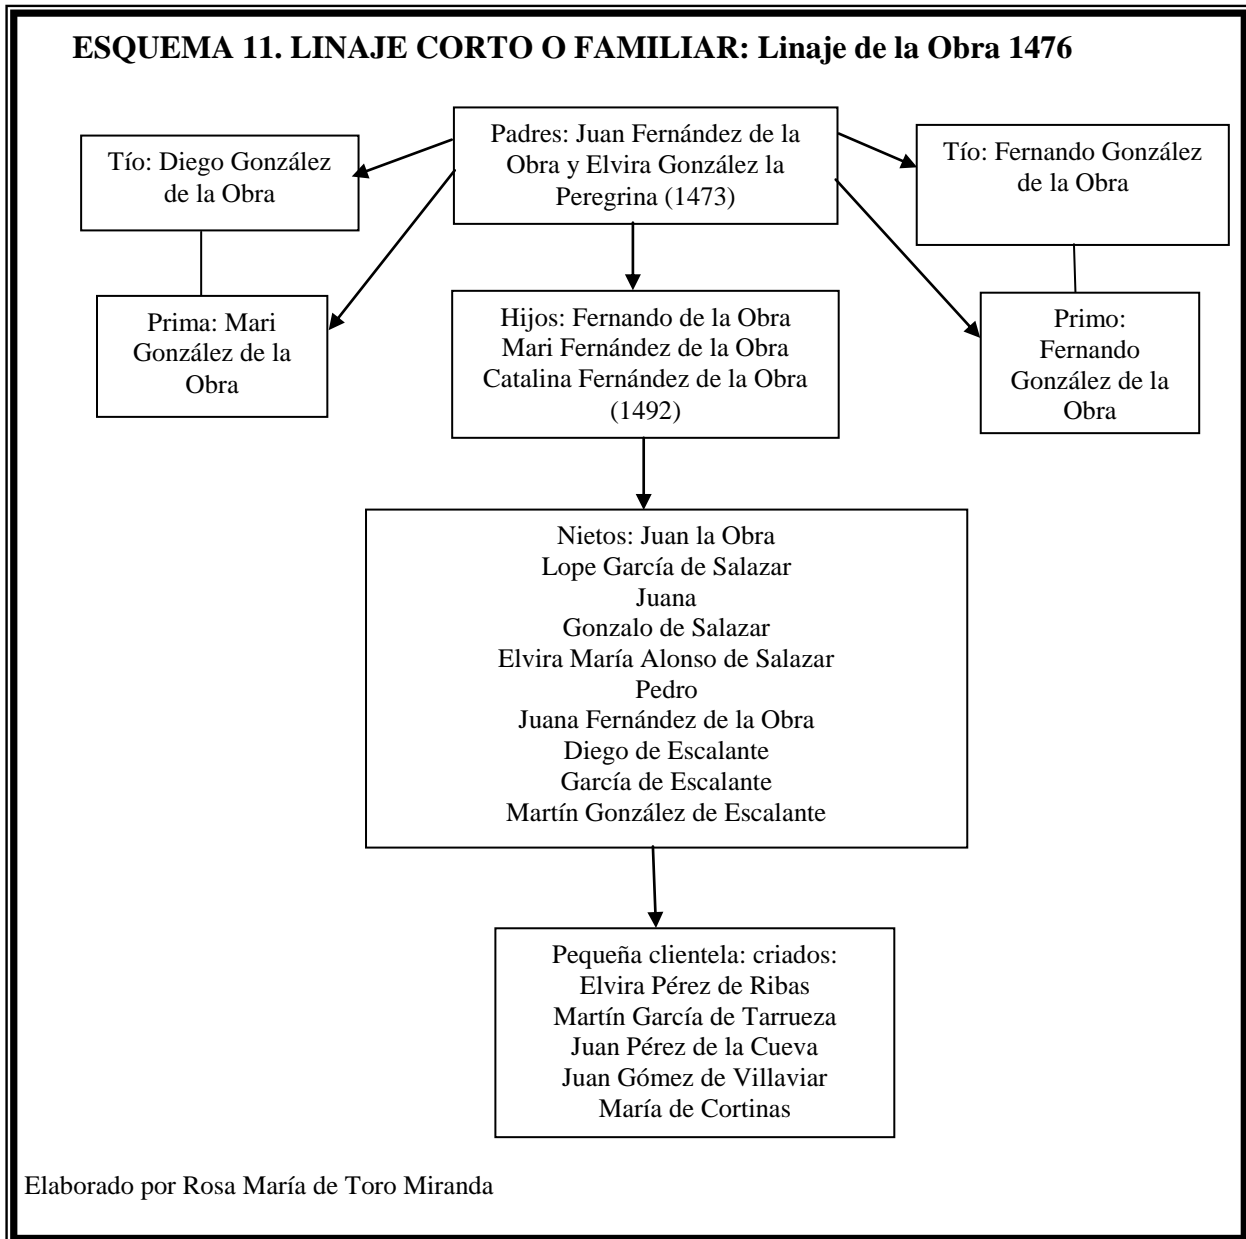 ESQUEMA 11. LINAJE CORTO O FAMILIAR: Linaje de la Obra 1476
Tío: Diego González
de la Obra
Padres: Juan Fernández de la
Obra y Elvira González la
Peregrina (1473)
Tío: Fernando González
de la Obra
Prima: Mari
González de la
Obra
Hijos: Fernando de la Obra
Mari Fernández de la Obra
Catalina Fernández de la Obra
(1492)
Primo:
Fernando
González de la
Obra
Nietos: Juan la Obra
Lope García de Salazar
Juana
Gonzalo de Salazar
Elvira María Alonso de Salazar
Pedro
Juana Fernández de la Obra
Diego de Escalante
García de Escalante
Martín González de Escalante
Pequeña clientela: criados:
Elvira Pérez de Ribas
Martín García de Tarrueza
Juan Pérez de la Cueva
Juan Gómez de Villaviar
María de Cortinas
Elaborado por Rosa María de Toro Miranda